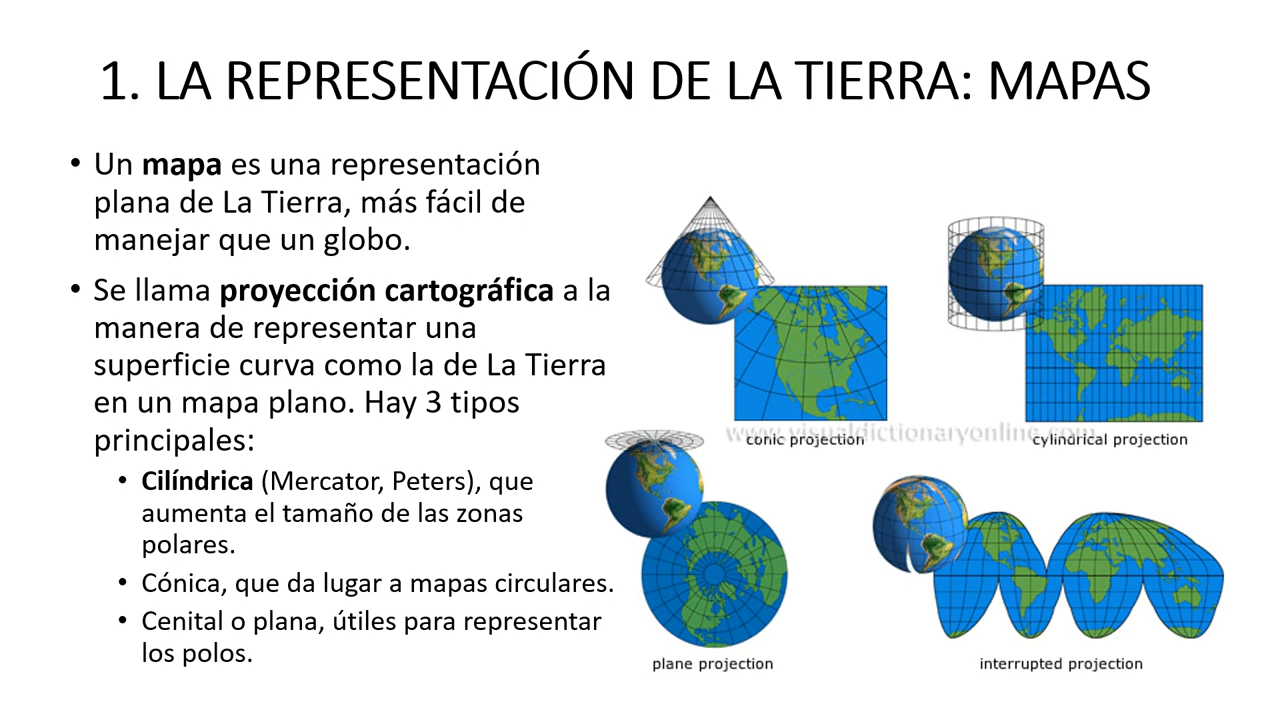 1. LA REPRESENTACIÓN DE LA TIERRA: MAPAS
• Un mapa es una representación
plana de La Tierra, más fácil de
manejar que un globo.
• Se llama proyección cartográfica a la
manera de representar una
superficie curva como la de La Tierra
en un mapa plano. Hay 3 tipos
principales:
• Cilíndrica (Mercator, Peters), que
aumenta el tamaño de las zonas
polares.
• Cónica, que da lugar a mapas circulares.
• Cenital o plana, útiles para representar
los polos.
www.visualdictionaryonline.com
conic projection
cylindrical projection
plane projection
interrupted projection